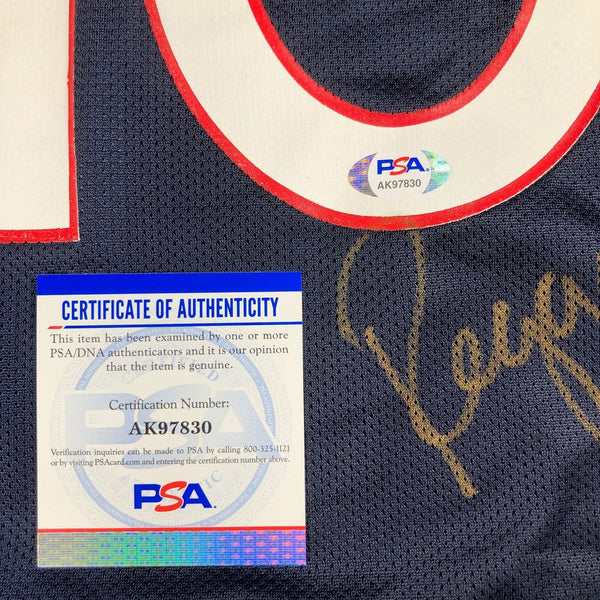 10
PSA
AK97830
CERTIFICATE OF AUTHENTICITY
This item has been examined by one or more
PSA/DNA authenticators and it is our opinion
that the item is genuine.
Certification Number:
AK97830
Verification inquiries can be made to PSA by calling 800-325-1121
or by visiting PSAcard.com and entering the certification number above.
PSA